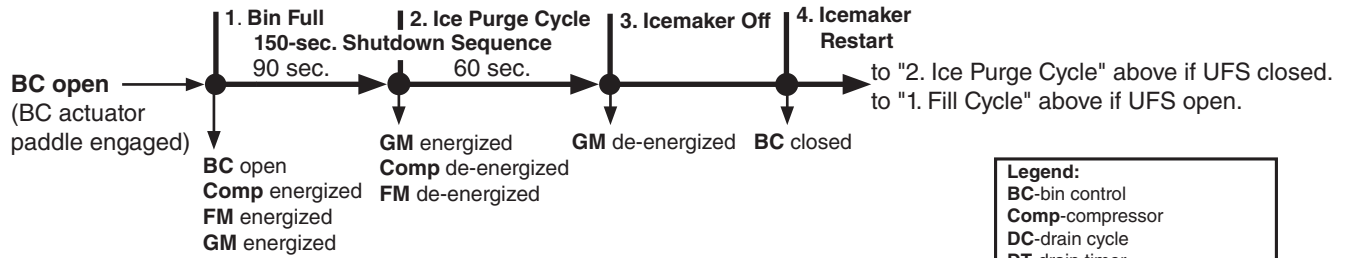 1. Bin Full
2. Ice Purge Cycle
3. Icemaker Off
4. Icemaker
Restart
150-sec. Shutdown Sequence
90 sec.
60 sec.
BC open
(BC actuator
paddle engaged)
to "2. Ice Purge Cycle" above if UFS closed.
to "1. Fill Cycle" above if UFS open.
BC open
Comp energized
FM energized
GM energized
GM energized
Comp de-energized
FM de-energized
GM de-energized
BC closed
Legend:
BC-bin control
Comp-compressor
DC-drain cycle
DT-drain timer